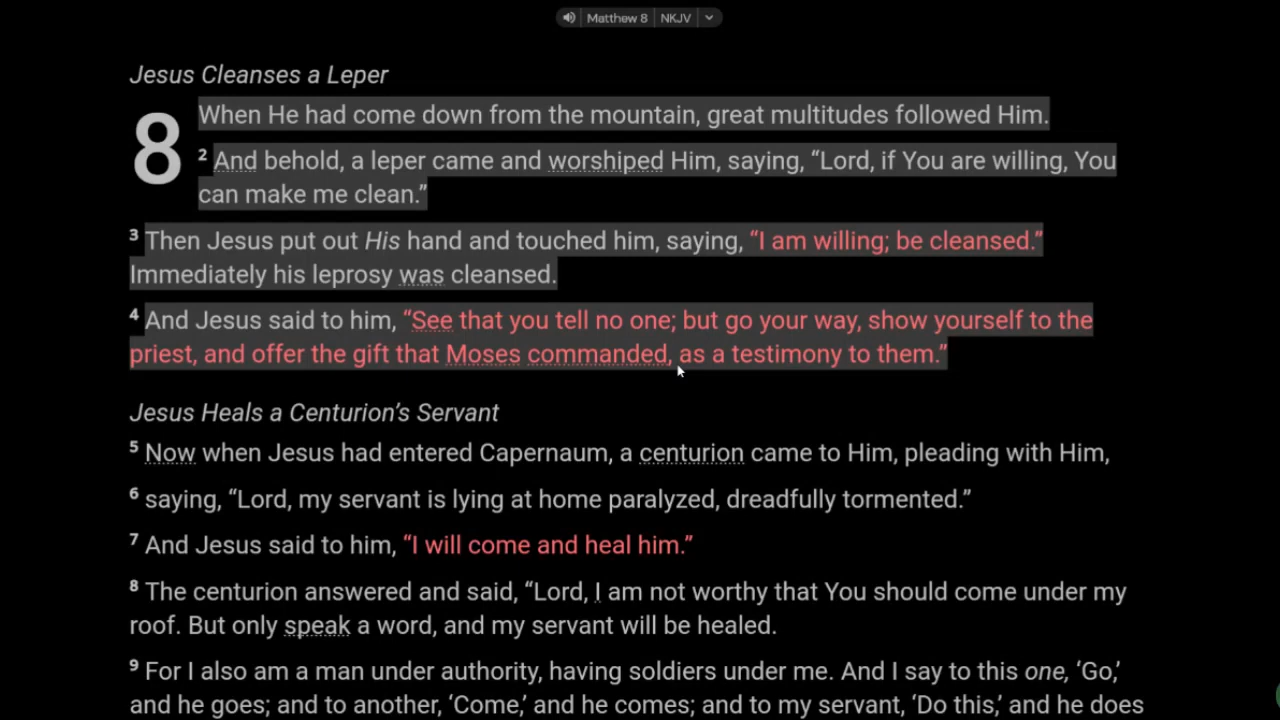 Matthew 8 NKJV
Jesus Cleanses a Leper
8 When He had come down from the mountain, great multitudes followed Him.
2 And behold, a leper came and worshiped Him, saying, “Lord, if You are willing, You
can make me clean.”
3 Then Jesus put out His hand and touched him, saying, “I am willing; be cleansed.”
Immediately his leprosy was cleansed.
4 And Jesus said to him, “See that you tell no one; but go your way, show yourself to the
priest, and offer the gift that Moses commanded, as a testimony to them.”
Jesus Heals a Centurion’s Servant
5 Now when Jesus had entered Capernaum, a centurion came to Him, pleading with Him,
6 saying, “Lord, my servant is lying at home paralyzed, dreadfully tormented.”
7 And Jesus said to him, “I will come and heal him.”
8 The centurion answered and said, “Lord, I am not worthy that You should come under my
roof. But only speak a word, and my servant will be healed.
9 For I also am a man under authority, having soldiers under me. And I say to this one, ‘Go,’
and he goes; and to another, ‘Come,’ and he comes; and to my servant, ‘Do this,’ and he does